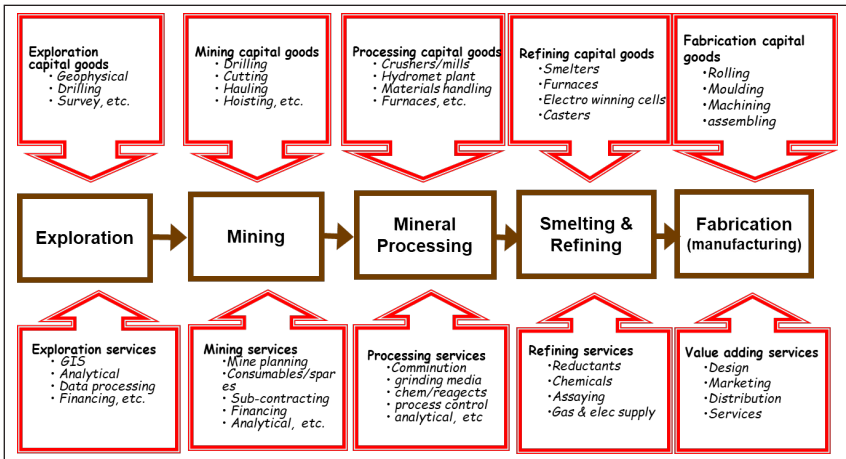 Exploration
capital goods
• Geophysical
• Drilling
• Survey, etc.
Mining capital goods
• Drilling
• Cutting
• Hauling
• Hoisting, etc.
Processing capital goods
• Crushers/mills
• Hydromet plant
• Materials handling
• Furnaces, etc.
Refining capital goods
•Smelters
•Furnaces
•Electro winning cells
•Casters
Fabrication capital
goods
• Rolling
• Moulding
• Machining
• assembling
Exploration
Mining
Mineral
Processing
Smelting &
Refining
Fabrication
(manufacturing)
Exploration services
• GIS
• Analytical
• Data processing
• Financing, etc.
Mining services
•Mine planning
•Consumables/spar
es
• Sub-contracting
• Financing
• Analytical, etc.
Processing services
•Comminution
• grinding media
• chem/reagents
• process control
• analytical, etc
Refining services
•Reductants
• Chemicals
• Assaying
•Gas & elec supply
Value adding services
• Design
• Marketing
• Distribution
• Services